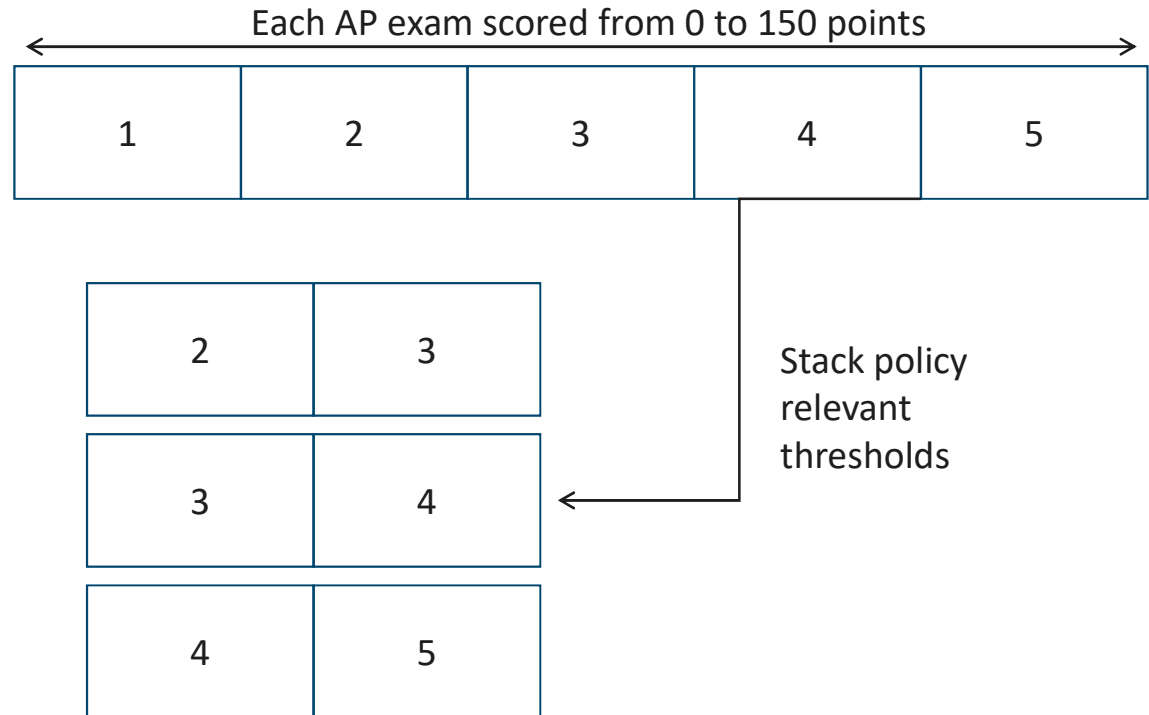 Each AP exam scored from 0 to 150 points
1 2 3 4 5
2 3
Stack policy
relevant
thresholds
3 4
4 5